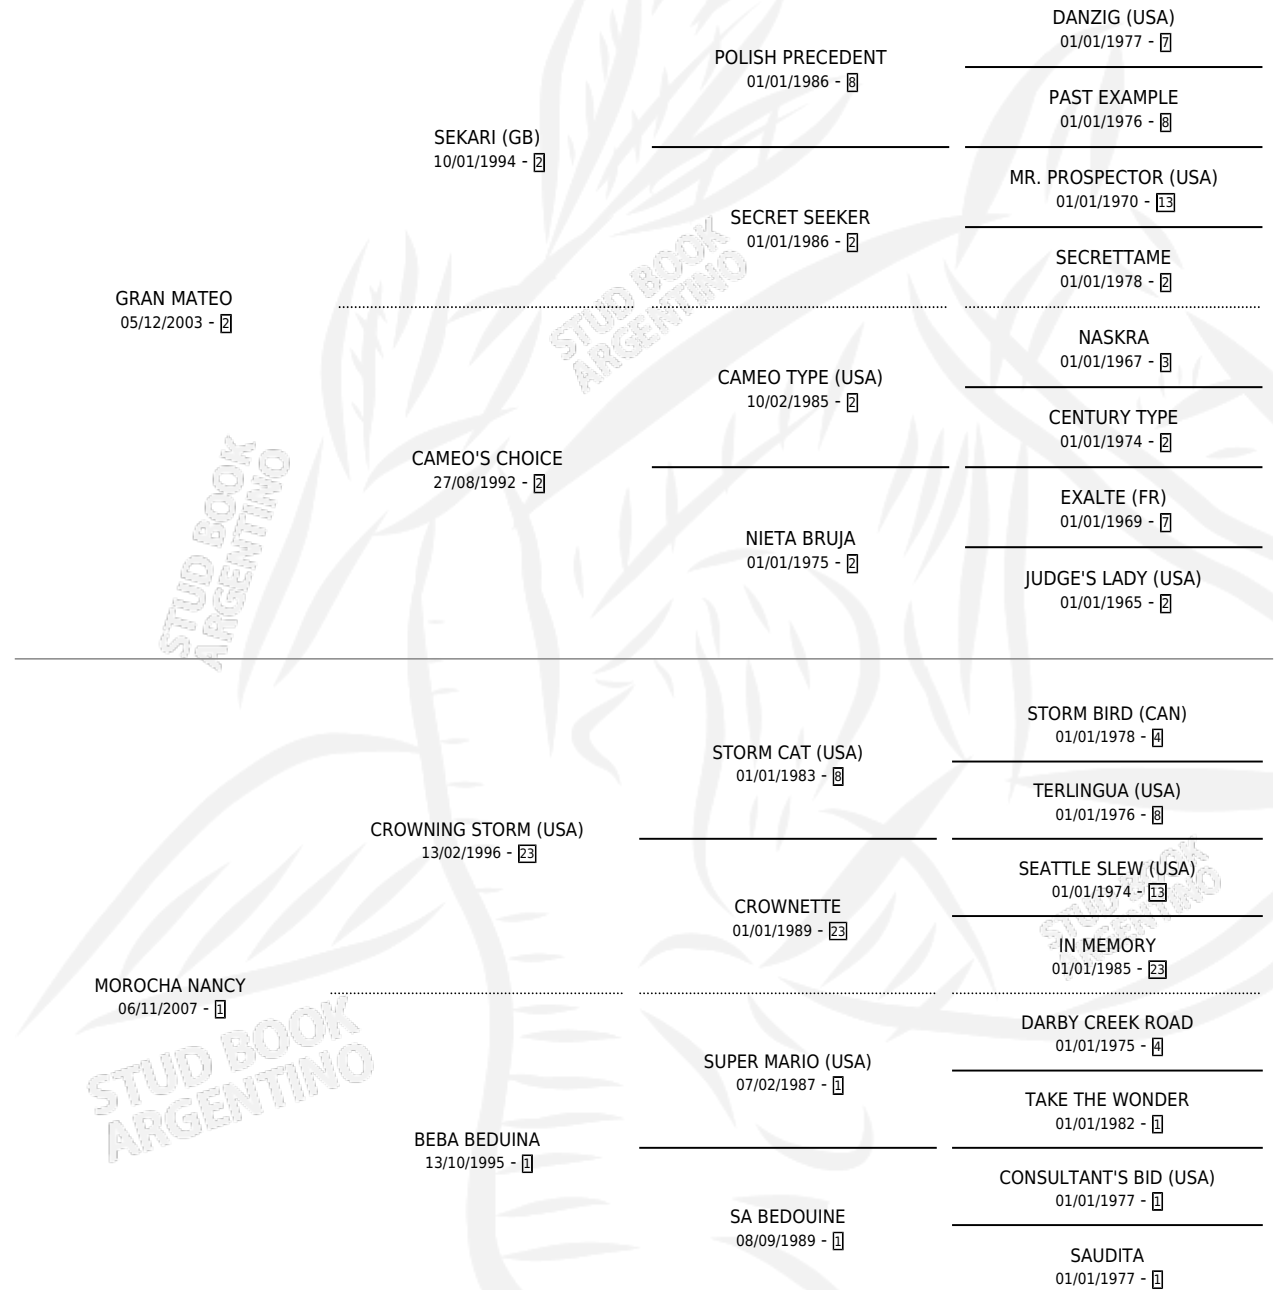 DANZIG (USA)
01/01/1977 - 7
POLISH PRECEDENT
01/01/1986 - 8
PAST EXAMPLE
01/01/1976 - 8
SEKARI (GB)
10/01/1994 - 2
MR. PROSPECTOR (USA)
01/01/1970 - 13
SECRET SEEKER
01/01/1986 - 2
SECRETTAME
01/01/1978 - 2
GRAN MATEO
05/12/2003 - 2
NASKRA
01/01/1967 - 3
CAMEO TYPE (USA)
10/02/1985 - 2
CENTURY TYPE
01/01/1974 - 2
CAMEO'S CHOICE
27/08/1992 - 2
EXALTE (FR)
01/01/1969 - 7
NIETA BRUJA
01/01/1975 - 2
JUDGE'S LADY (USA)
01/01/1965 - 2
STUD BOOK
ARGENTINO
STUD BOOK
ARGENTINO
STORM BIRD (CAN)
01/01/1978 - 4
STORM CAT (USA)
01/01/1983 - 8
TERLINGUA (USA)
01/01/1976 - 8
CROWNING STORM (USA)
13/02/1996 - 23
SEATTLE SLEW (USA)
01/01/1974 - 13
CROWNETTE
01/01/1989 - 23
IN MEMORY
01/01/1985 - 23
MOROCHA NANCY
06/11/2007 - 1
DARBY CREEK ROAD
01/01/1975 - 4
SUPER MARIO (USA)
07/02/1987 - 1
TAKE THE WONDER
01/01/1982 - 1
BEBA BEDUINA
13/10/1995 - 1
CONSULTANT'S BID (USA)
01/01/1977 - 1
SA BEDOUINE
08/09/1989 - 1
SAUDITA
01/01/1977 - 1
STUD BOOK
ARGENTINO
STUD BOOK
ARGENTINO